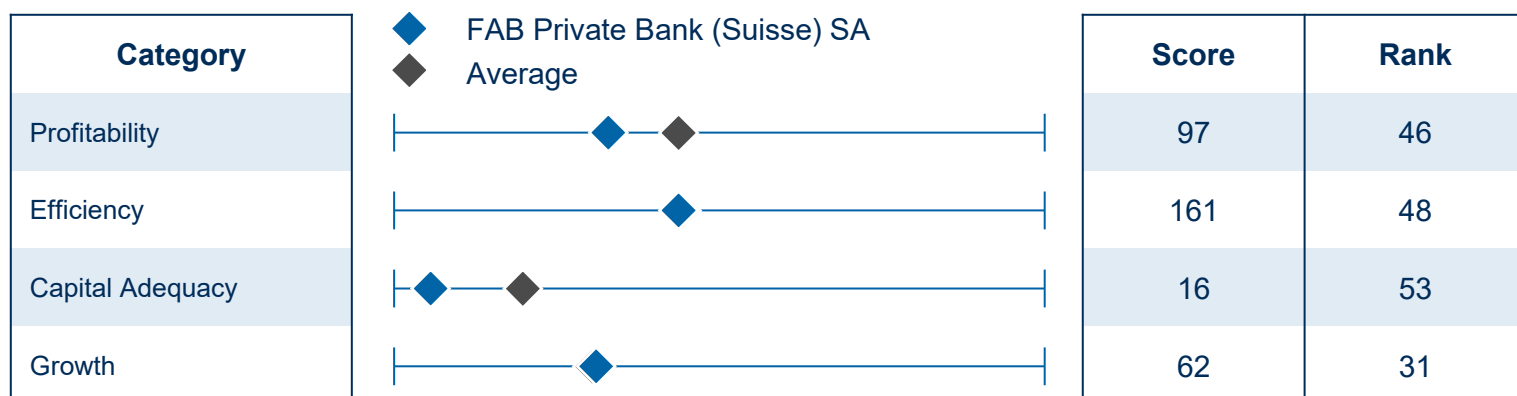 Category
FAB Private Bank (Suisse) SA
Average
Score Rank
Profitability 97 46
Efficiency 161 48
Capital Adequacy 16 53
Growth 62 31